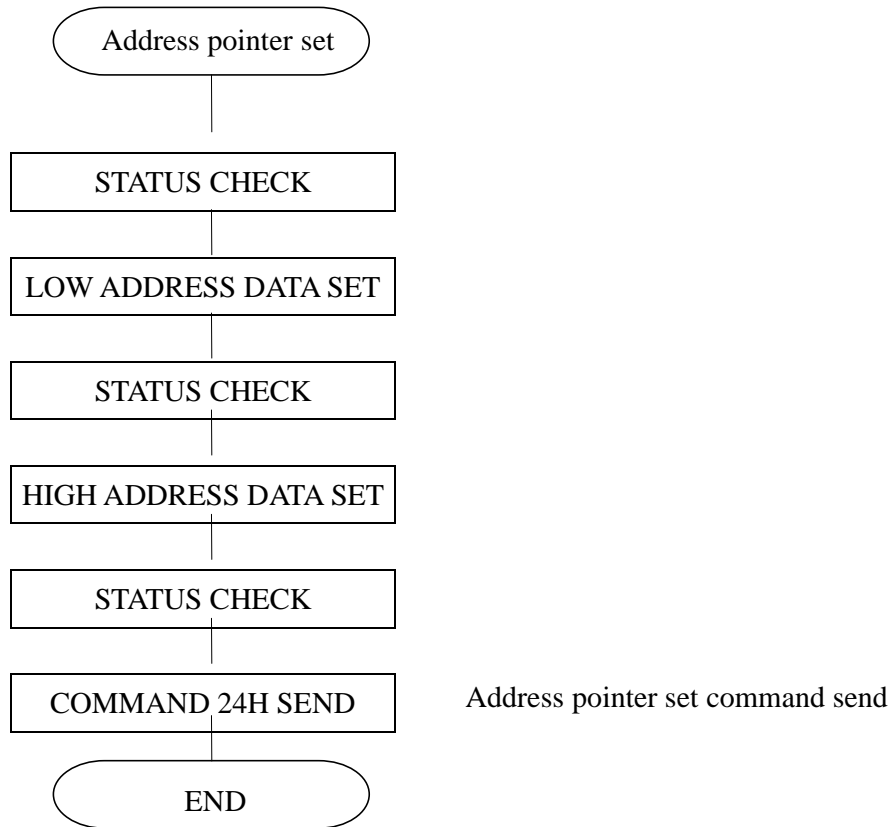 Address pointer set
STATUS CHECK
LOW ADDRESS DATA SET
STATUS CHECK
HIGH ADDRESS DATA SET
STATUS CHECK
COMMAND 24H SEND
Address pointer set command send
END